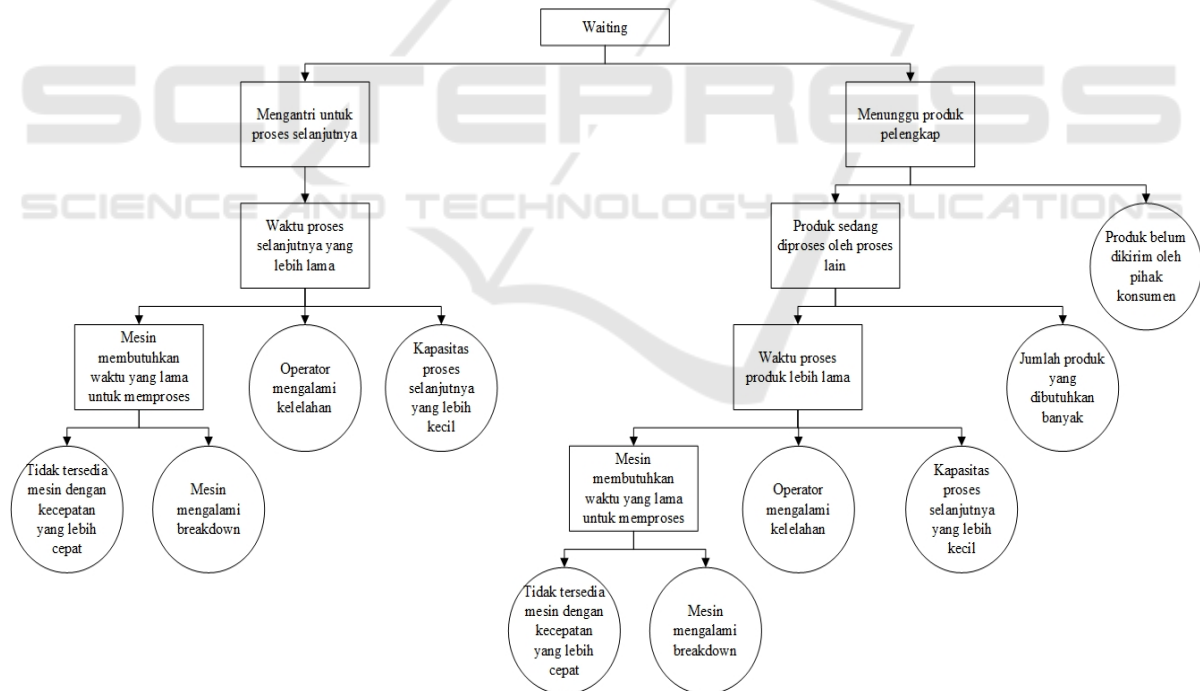 Waiting
SCITEPRESS
Mengantri untuk
proses selanjutnya
Menunggu produk
pelengkap
SCIENCE AND TECHNOLOGY PUBLICATIONS
Waktu proses
selanjutnya yang
lebih lama
Produk sedang
diproses oleh proses
lain
Produk belum
dikirim oleh
pihak
konsumen
Mesin
membutuhkan
waktu yang lama
untuk memproses
Operator
mengalami
kelelahan
Kapasitas
proses
selanjutnya
yang lebih
kecil
Waktu proses
produk lebih lama
Jumlah produk
yang
dibutuhkan
banyak
Tidak tersedia
mesin dengan
kecepatan
yang lebih
cepat
Mesin
mengalami
breakdown
Mesin
membutuhkan
waktu yang lama
untuk memproses
Operator
mengalami
kelelahan
Kapasitas
proses
selanjutnya
yang lebih
kecil
Tidak tersedia
mesin dengan
kecepatan
yang lebih
cepat
Mesin
mengalami
breakdown